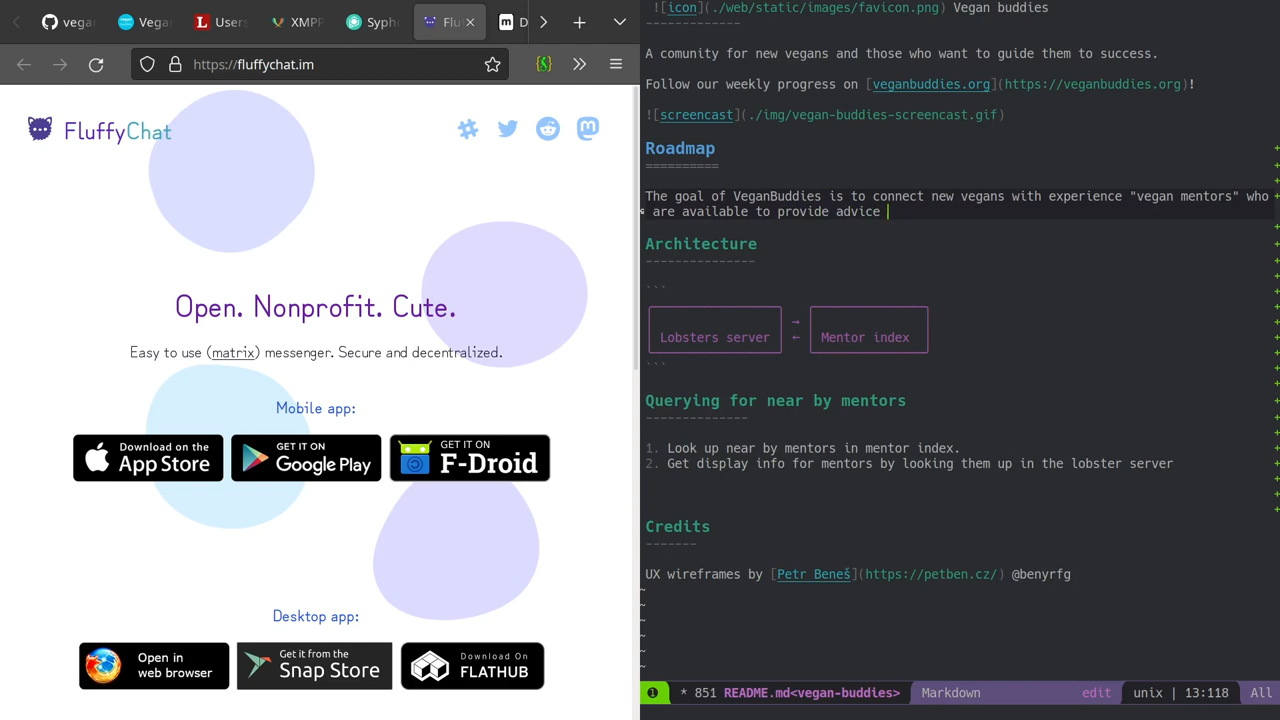 vegan
Vegan
Users
XMPP
Sypho
Flu
D
https://fluffychat.im
FluffyChat
Open. Nonprofit. Cute.
Easy to use (matrix) messenger. Secure and decentralized.
Mobile app:
Download on the
App Store
GET IT ON
Google Play
GET IT ON
F-Droid
Desktop app:
Open in
web browser
Get it from the
Snap Store
Download On
FLATHUB
![icon](./web/static/images/favicon.png) Vegan buddies
-------------
A comunity for new vegans and those who want to guide them to success.
Follow our weekly progress on [veganbuddies.org](https://veganbuddies.org)!
![screencast](./img/vegan-buddies-screencast.gif)
Roadmap
==========
The goal of VeganBuddies is to connect new vegans with experience "vegan mentors" who
are available to provide advice
Architecture
---------------
```
Lobsters server → Mentor index
←
```
Querying for near by mentors
--------------
1. Look up near by mentors in mentor index.
2. Get display info for mentors by looking them up in the lobster server
Credits
-------
UX wireframes by [Petr Beneš](https://petben.cz/) @benyrfg
~
~
~
~
~
~
1 * 851 README.md<vegan-buddies> Markdown edit unix | 13:118 All